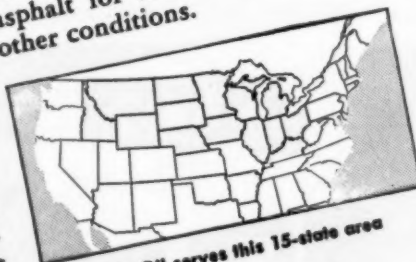 asphalt for
other conditions.
serves this 15-state area